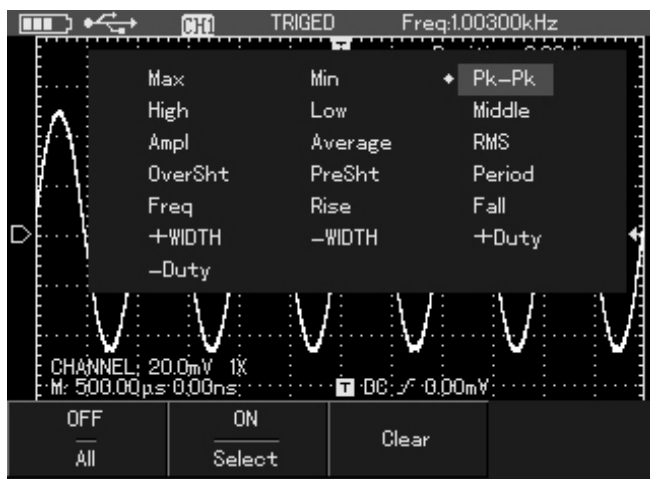 CH1 TRIGED Freq:1.00300kHz
T
Max Min Pk-Pk
High Low Middle
Ampl Average RMS
OverSht PreSht Period
Freq Rise Fall
+WIDTH -WIDTH +Duty
-Duty
CHANNEL: 20.0mV 1X
M: 500.00µs 0.00ns T DC 0.00mV
OFF ON Clear
All Select